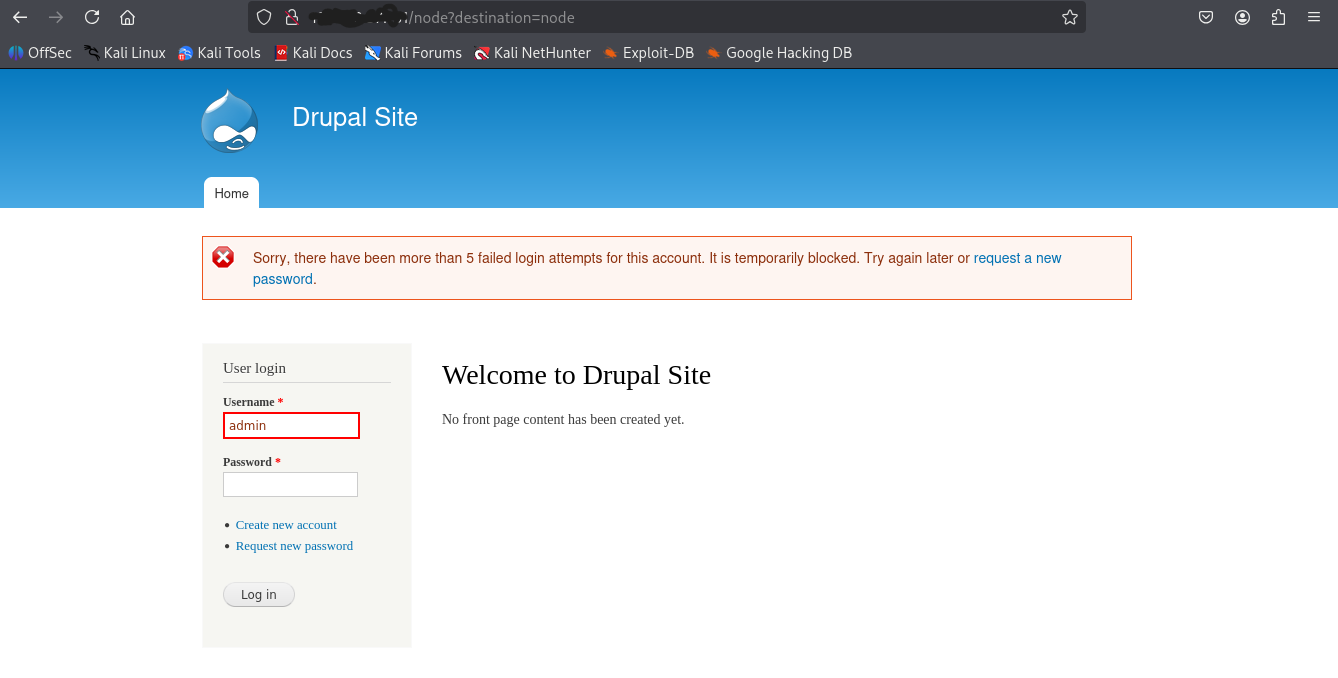 /node?destination=node
OffSec Kali Linux Kali Tools Kali Docs Kali Forums Kali NetHunter Exploit-DB Google Hacking DB
Drupal Site
Home
Sorry, there have been more than 5 failed login attempts for this account. It is temporarily blocked. Try again later or request a new
password.
User login
Username *
admin
Password *
Create new account
Request new password
Log in
Welcome to Drupal Site
No front page content has been created yet.